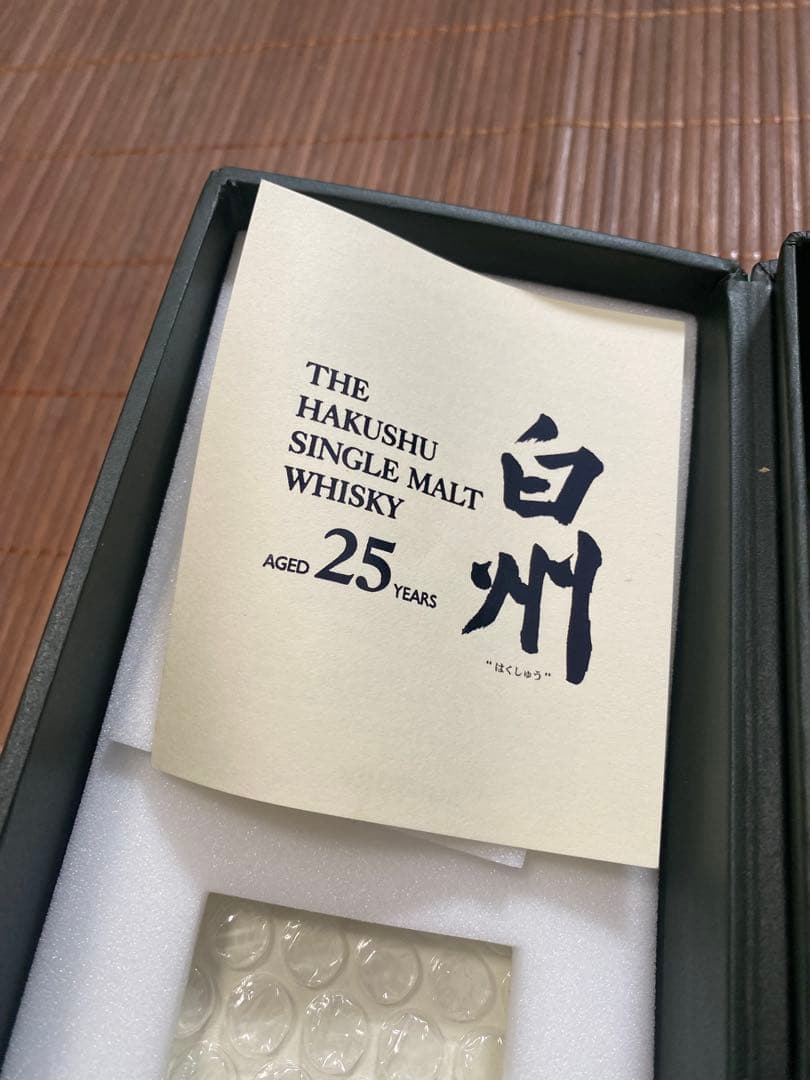 THE
HAKUSHU
SINGLE MALT
WHISKY
AGED 25 YEARS
白州
“はくしゅう”